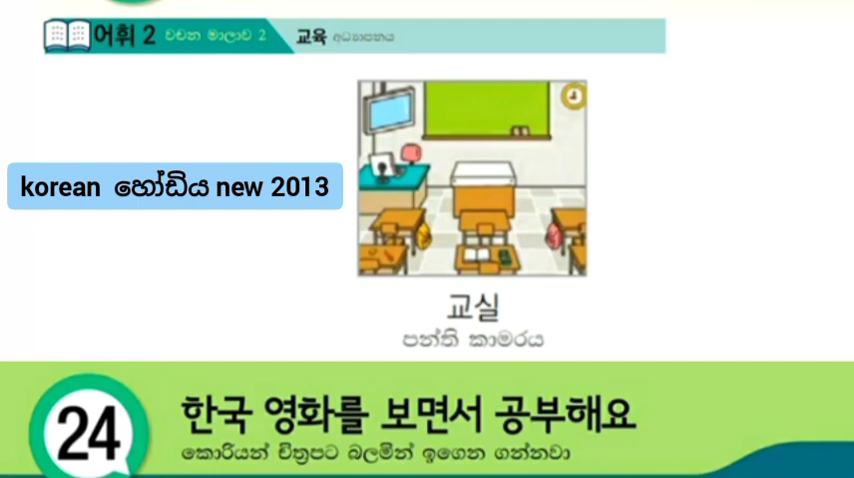 어휘 2 වචන මාලාව 2 교육 අධ්‍යාපනය
4
korean හෝඩිය new 2013
교실
පන්ති කාමරය
24 한국 영화를 보면서 공부해요
කොරියන් චිත්‍රපට බලමින් ඉගෙන ගන්නවා